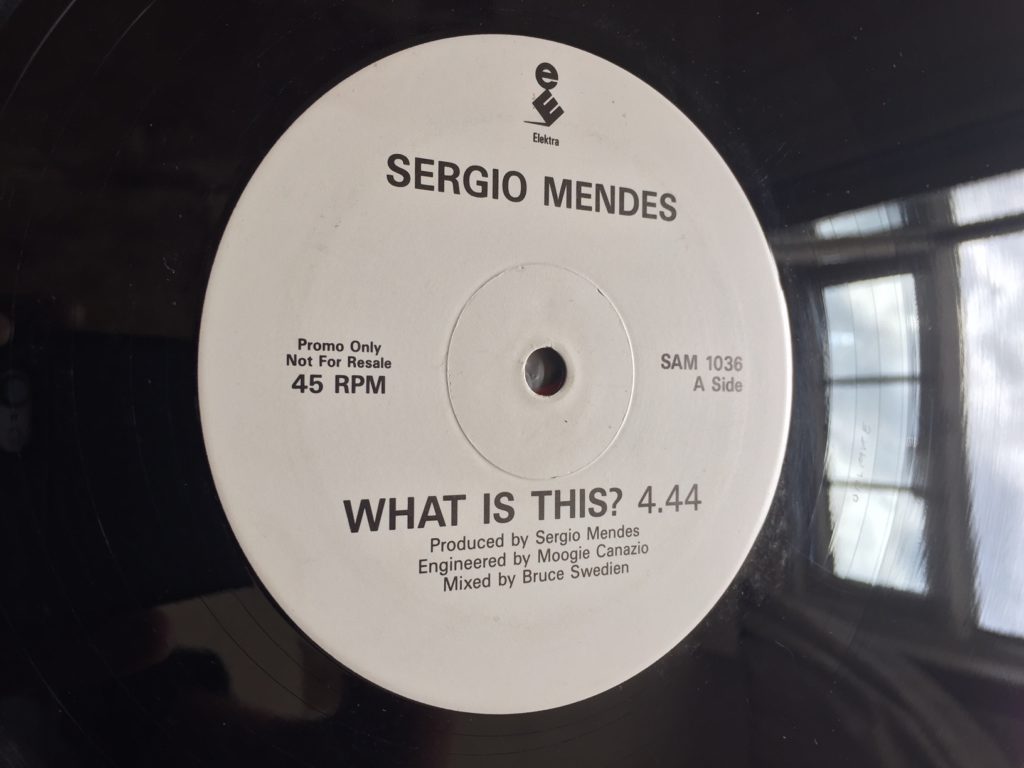 e
E
Elektra
SERGIO MENDES
Promo Only
Not For Resale
45 RPM
SAM 1036
A Side
WHAT IS THIS? 4.44
Produced by Sergio Mendes
Engineered by Moogie Canazio
Mixed by Bruce Swedien